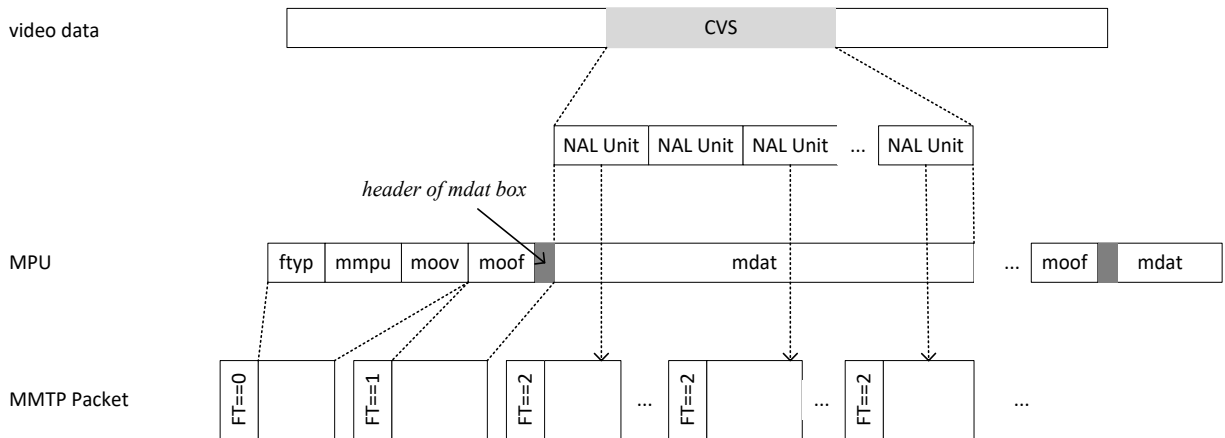 video data
CVS
NAL Unit NAL Unit NAL Unit ... NAL Unit
header of mdat box
MPU
ftyp mmpu moov moof mdat ... moof mdat
MMTP Packet
FT==0 FT==1 FT==2 ... FT==2 ... FT==2 ...